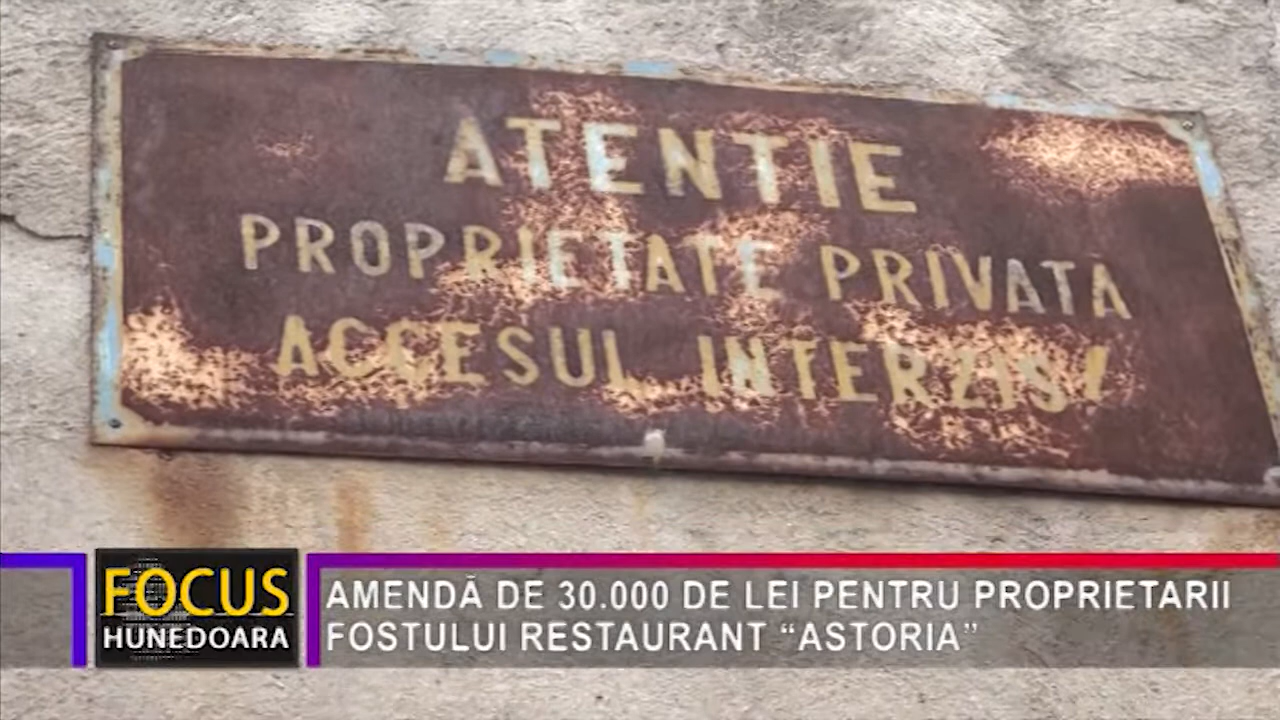 ATENTIE
PROPRIETATE PRIVATA
ACCESUL INTERZIS!
FOCUS
HUNEDOARA
AMENDĂ DE 30.000 DE LEI PENTRU PROPRIETARII
FOSTULUI RESTAURANT “ASTORIA”